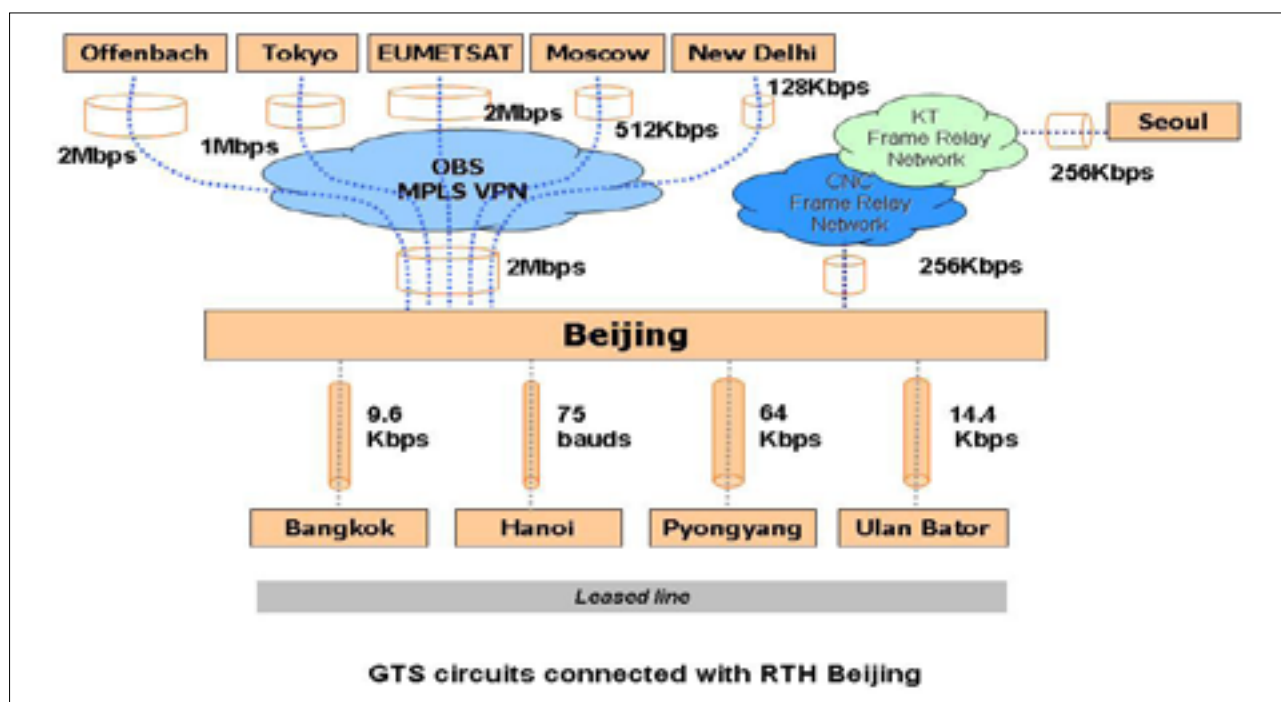 Offenbach
Tokyo
EUMETSAT
Moscow
New Delhi
128Kbps
2Mbps
512Kbps
1Mbps
2Mbps
KT
Frame Relay
Network
Seoul
256Kbps
OBS
MPLS VPN
CNC
Frame Relay
Network
2Mbps
256Kbps
Beijing
9.6
Kbps
75
bauds
64
Kbps
14.4
Kbps
Bangkok
Hanoi
Pyongyang
Ulan Bator
Leased line
GTS circuits connected with RTH Beijing